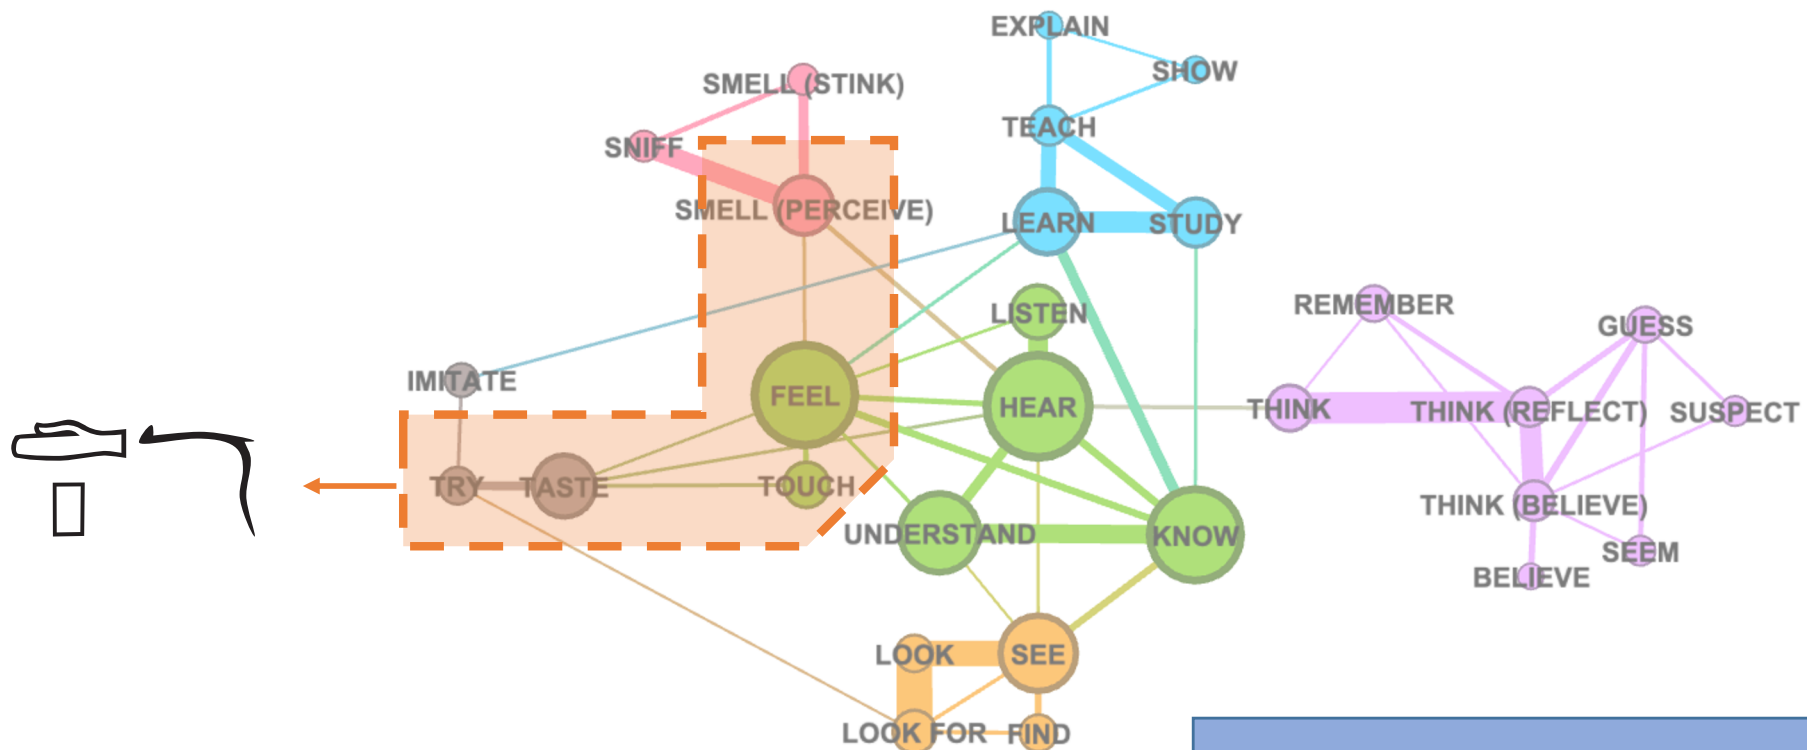 EXPLAIN
SHOW
SMELL (STINK)
TEACH
SNIFF
SMELL (PERCEIVE)
LEARN
STUDY
LISTEN
REMEMBER
GUESS
IMITATE
FEEL
HEAR
THINK
THINK (REFLECT)
SUSPECT
TRY
TASTE
TOUCH
THINK (BELIEVE)
UNDERSTAND
KNOW
SEEM
BELIEVE
LOOK
SEE
LOOK FOR
FIND